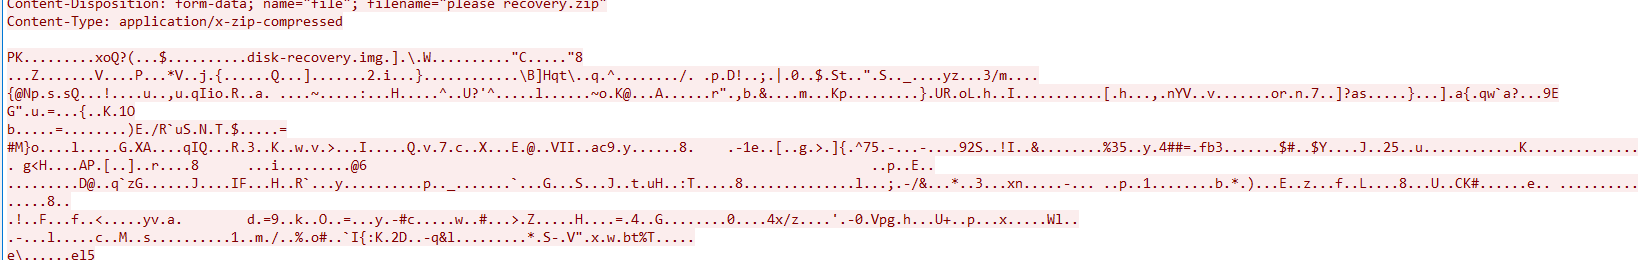 Content-Disposition: form-data; name="file"; filename="please recovery.zip"
Content-Type: application/x-zip-compressed
PK.........xoQ?(...$..........disk-recovery.img.].\.W.........."C....."8
...Z.......V....P...*V..j.{......Q...].......2.i...}............\B]Hqt\..q.^......../. .p.D!..;.|.0..$.St..".S.._....yz...3/m....
{@Np.s.sQ...!....u..,u.qIio.R..a. ....~.....:...H.....^..U?'^.....l......~o.K@...A......r".,b.&....m...Kp.........}.UR.oL.h..I...........[.h...,.nYV..v.......or.n.7..]?as.....}...].a{.qw`a?...9E
G".u.=...{..K.1O
b.....=........)E./R`uS.N.T.$.....=
#M}o....l.....G.XA....qIQ...R.3..K..w.v.>...I.....Q.v.7.c..X...E.@..VII..ac9.y......8. .-1e..[..g.>.]{.^75.-...-....92S..!I..&........%35..y.4##=.fb3.......$#..$Y....J..25..u............K.............
. g<H....AP.[..]..r....8 ...i.........@6 ..p..E..
..........D@..q`zG......J....IF...H..R`...y..........p.._.......`...G...S...J..t.uH..:T.....8..............l...;.-/&...*..3...xn.....-... ..p..1........b.*.)...E..z...f..L....8...U..CK#......e.. ...........
.....8..
.!..F...f..<.....yv.a. d.=9..k..O..=...y.-#c.....w..#...>.Z.....H....=.4..G........0....4x/z....'.-0.Vpg.h...U+..p...x.....Wl..
.-...l.....c..M..s..........1..m./..%.o#..`I{:K.2D..-q&l.........*.S-.V".x.w.bt%T.....
e\......el5